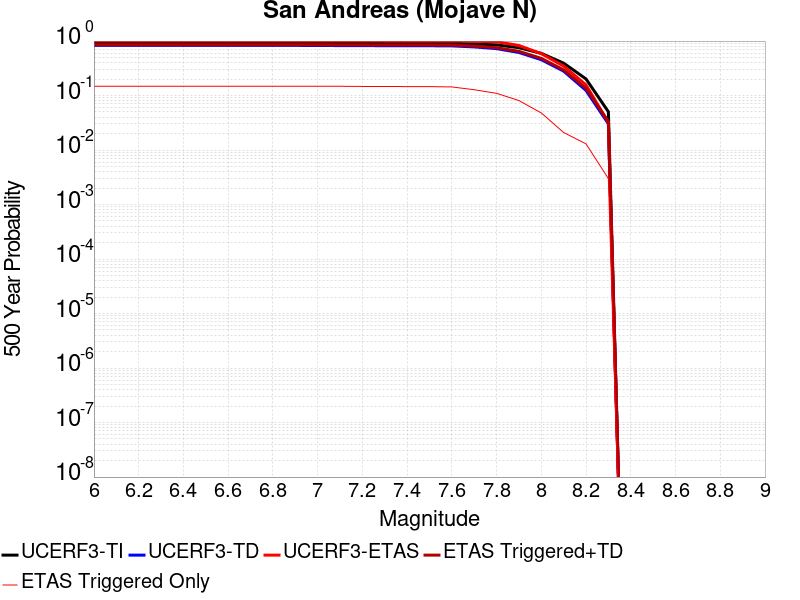 San Andreas (Mojave N)
10^0
10^-1
10^-2
10^-3
10^-4
10^-5
10^-6
10^-7
10^-8
500 Year Probability
6 6.2 6.4 6.6 6.8 7 7.2 7.4 7.6 7.8 8 8.2 8.4 8.6 8.8 9
Magnitude
UCERF3-TI UCERF3-TD UCERF3-ETAS ETAS Triggered+TD
ETAS Triggered Only